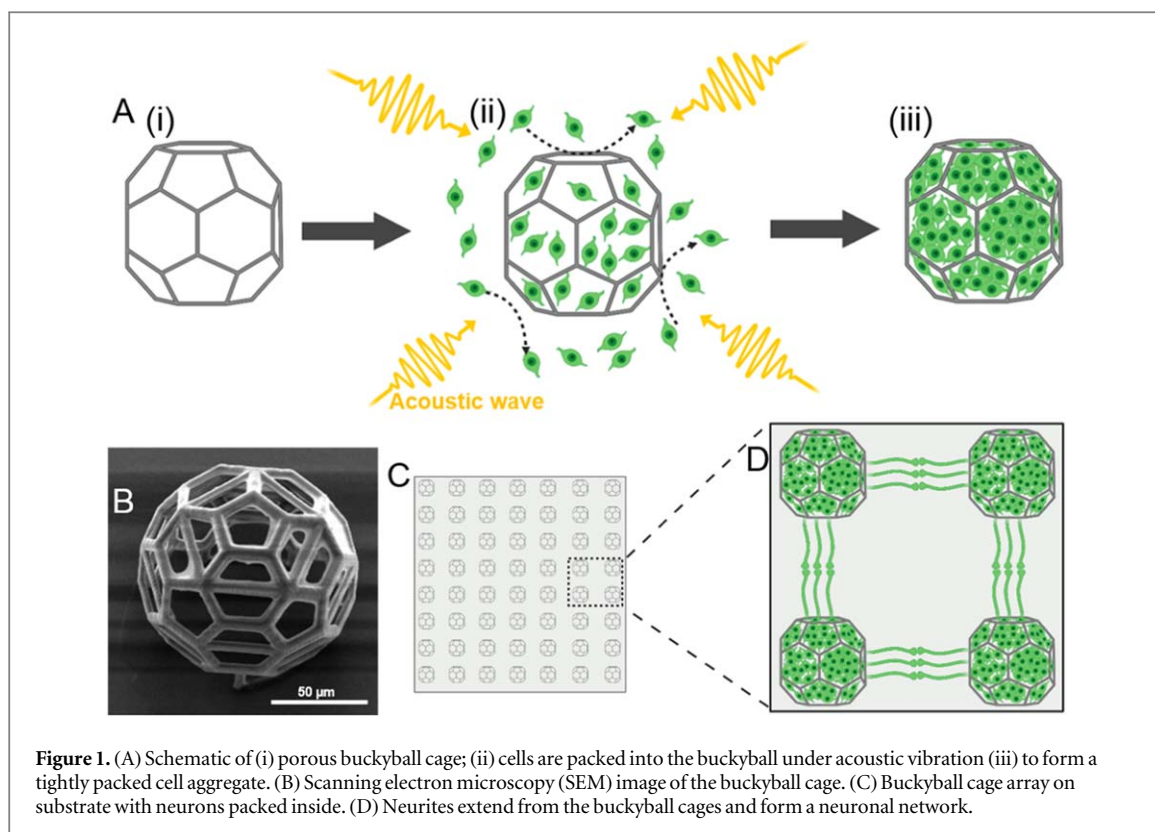 A
(i)
(ii)
(iii)
Acoustic wave
B
50 μm
C
D
Figure 1. (A) Schematic of (i) porous buckyball cage; (ii) cells are packed into the buckyball under acoustic vibration (iii) to form a
tightly packed cell aggregate. (B) Scanning electron microscopy (SEM) image of the buckyball cage. (C) Buckyball cage array on
substrate with neurons packed inside. (D) Neurites extend from the buckyball cages and form a neuronal network.